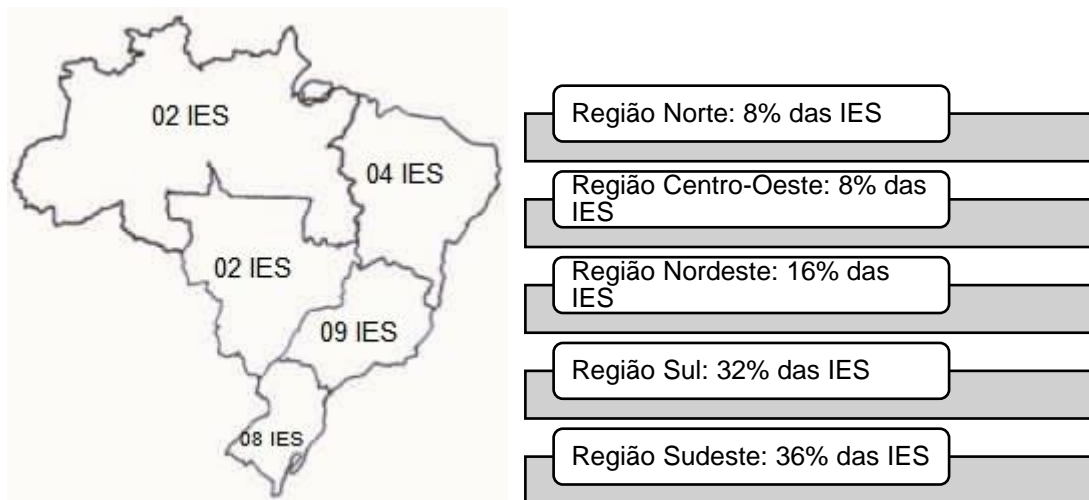 02 IES
04 IES
02 IES
09 IES
08 IES
Região Norte: 8% das IES
Região Centro-Oeste: 8% das
IES
Região Nordeste: 16% das
IES
Região Sul: 32% das IES
Região Sudeste: 36% das IES